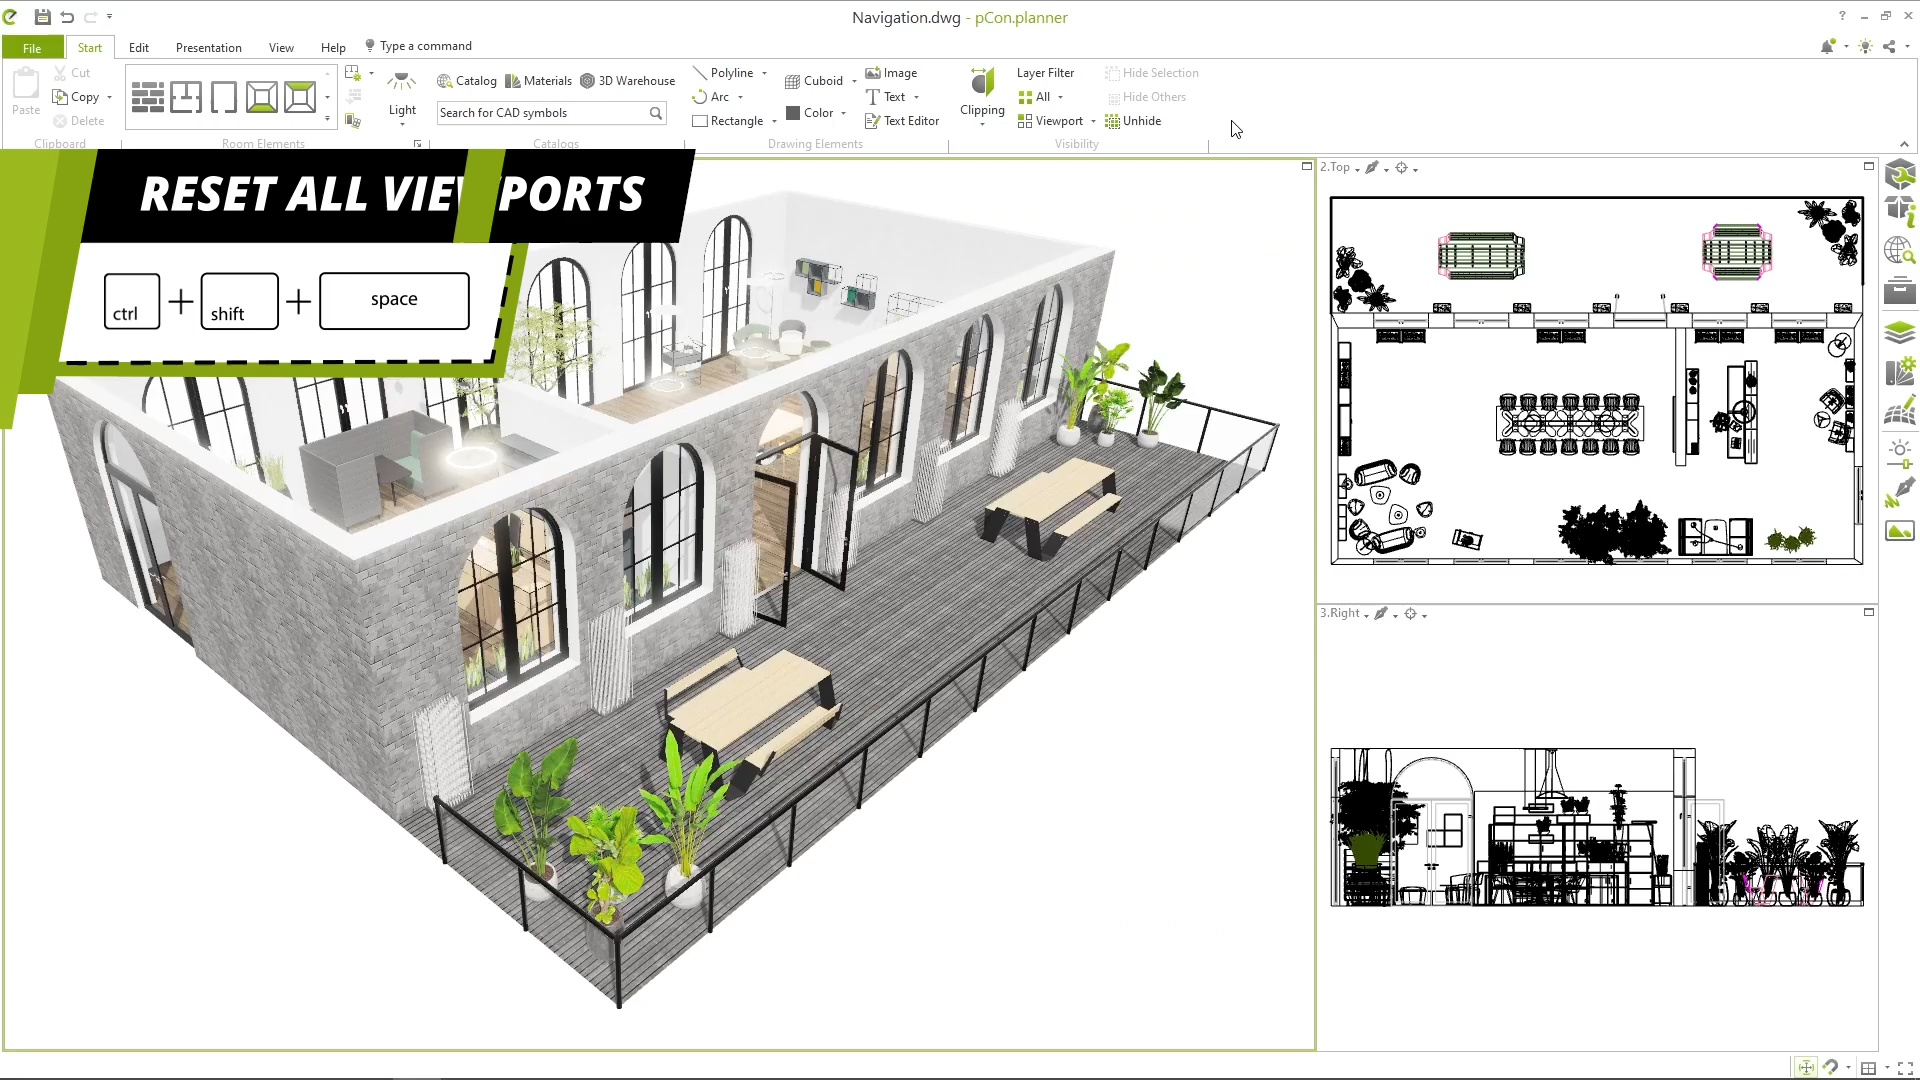 Navigation.dwg - pCon.planner
File
Start
Edit
Presentation
View
Help
Type a command
Paste
Cut
Copy
Delete
Clipboard
Room Elements
Light
Catalog
Materials
3D Warehouse
Search for CAD symbols
Catalogs
Polyline
Arc
Rectangle
Cuboid
Color
Image
Text
Text Editor
Drawing Elements
Clipping
Layer Filter
All
Viewport
Hide Selection
Hide Others
Unhide
Visibility
RESET ALL VIEWPORTS
ctrl + shift + space
2.Top
3.Right